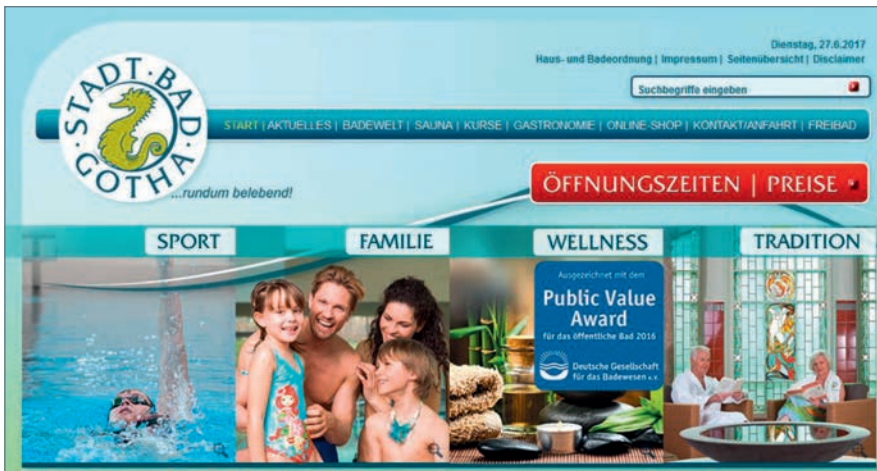 Dienstag, 27.6.2017
Haus- und Badeordnung | Impressum | Seitenübersicht | Disclaimer
Suchbegriffe eingeben
STADT·BAD·GOTHA·
START | AKTUELLES | BADEWELT | SAUNA | KURSE | GASTRONOMIE | ONLINE-SHOP | KONTAKT/ANFAHRT | FREIBAD
...rundum belebend!
ÖFFNUNGSZEITEN | PREISE
SPORT
FAMILIE
WELLNESS
TRADITION
Ausgezeichnet mit dem
Public Value
Award
für das öffentliche Bad 2016
Deutsche Gesellschaft
für das Badewesen e.V.